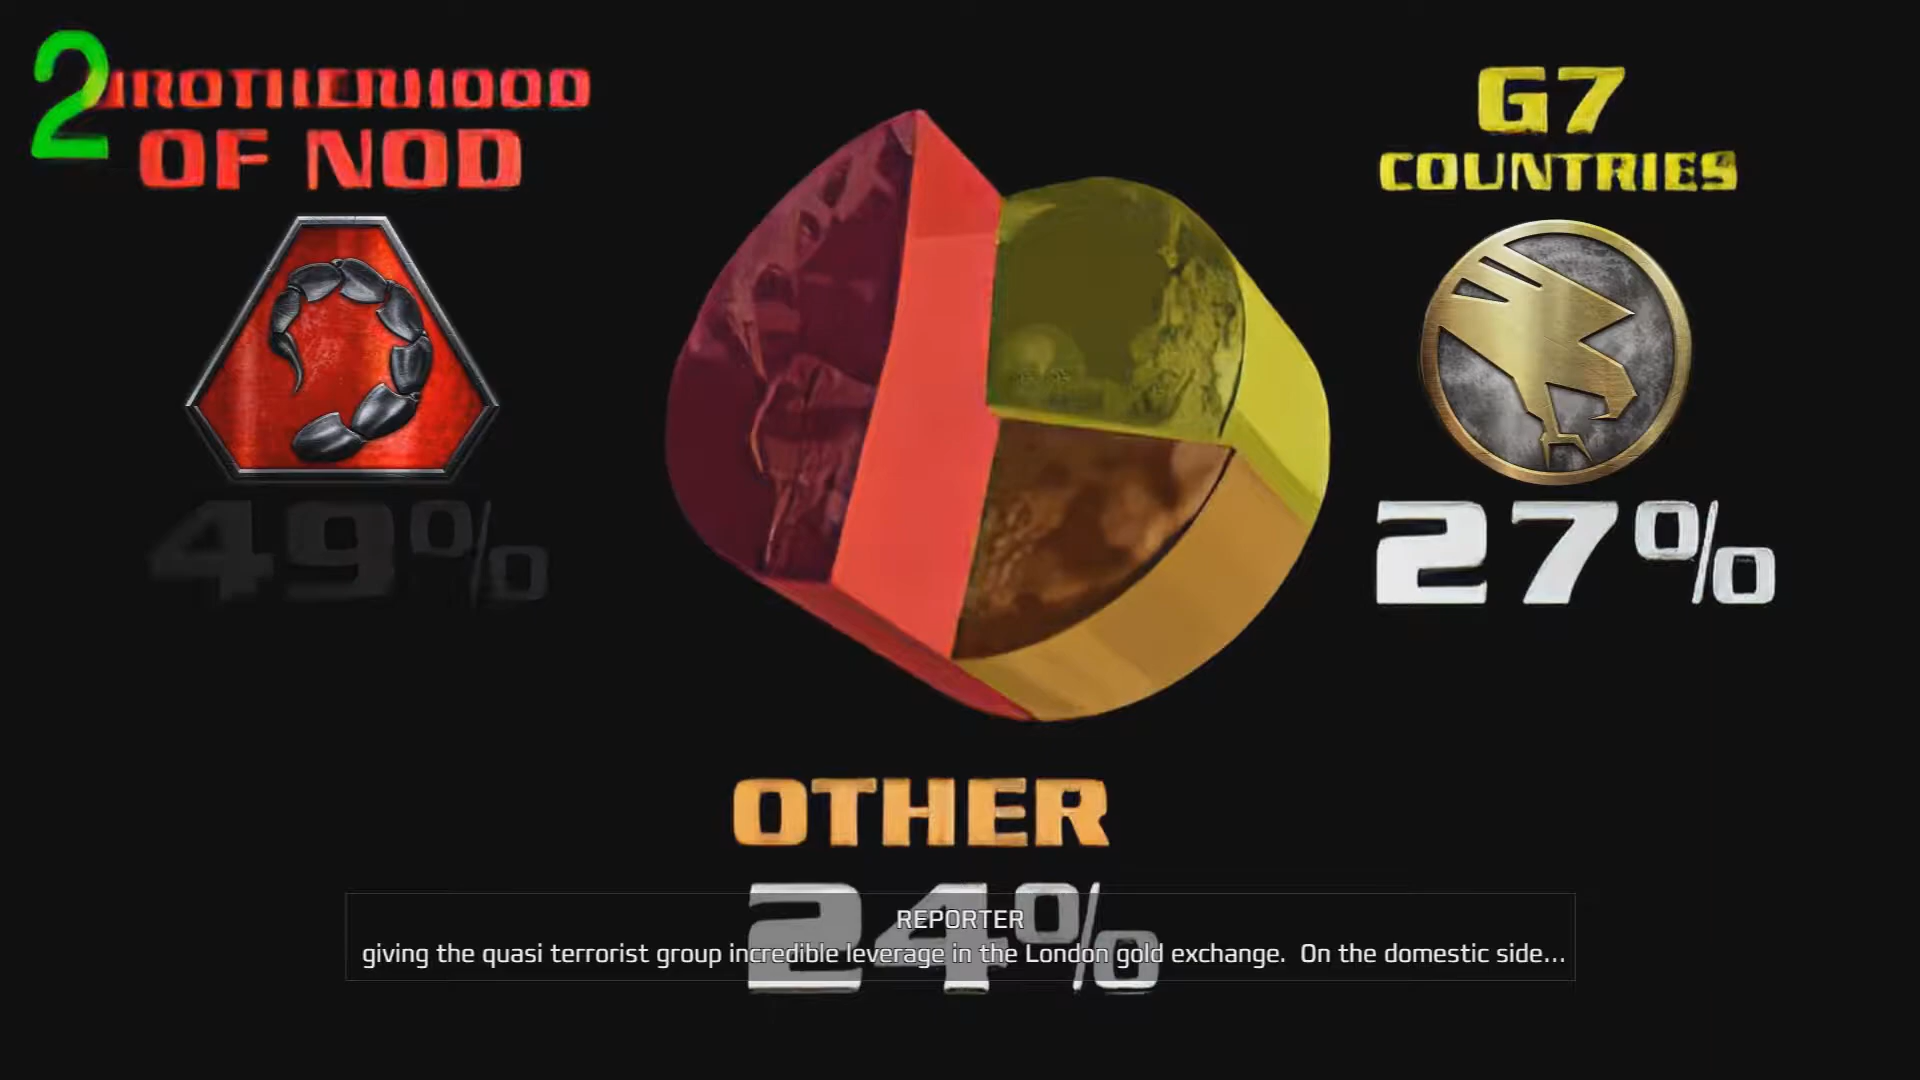 2
BROTHERHOOD
OF NOD
49%
G7
COUNTRIES
27%
OTHER
24%
REPORTER
giving the quasi terrorist group incredible leverage in the London gold exchange.  On the domestic side...